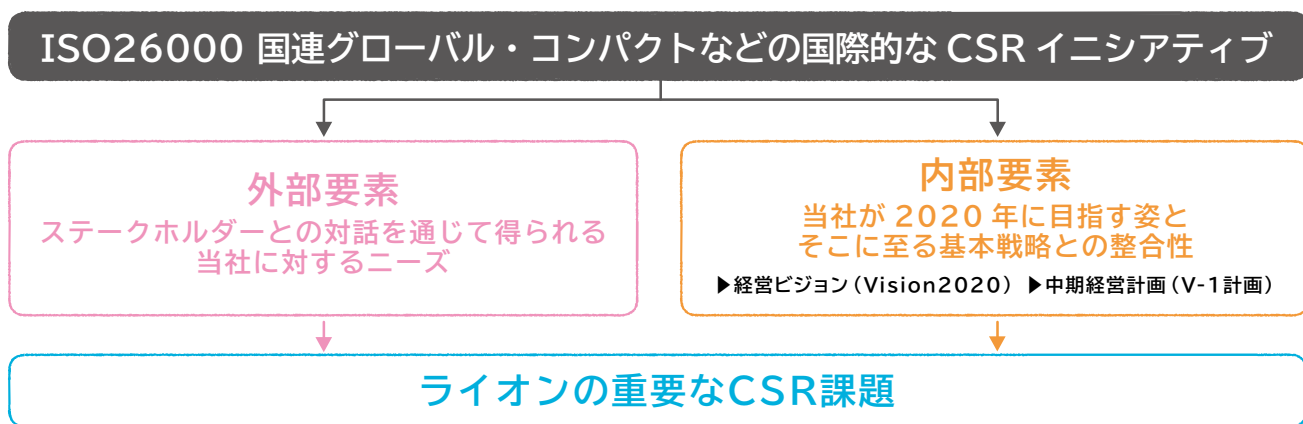 ISO26000 国連グローバル・コンパクトなどの国際的な CSR イニシアティブ
外部要素
ステークホルダーとの対話を通じて得られる
当社に対するニーズ
内部要素
当社が 2020 年に目指す姿と
そこに至る基本戦略との整合性
▶経営ビジョン(Vision2020) ▶中期経営計画(V-1計画)
ライオンの重要なCSR課題